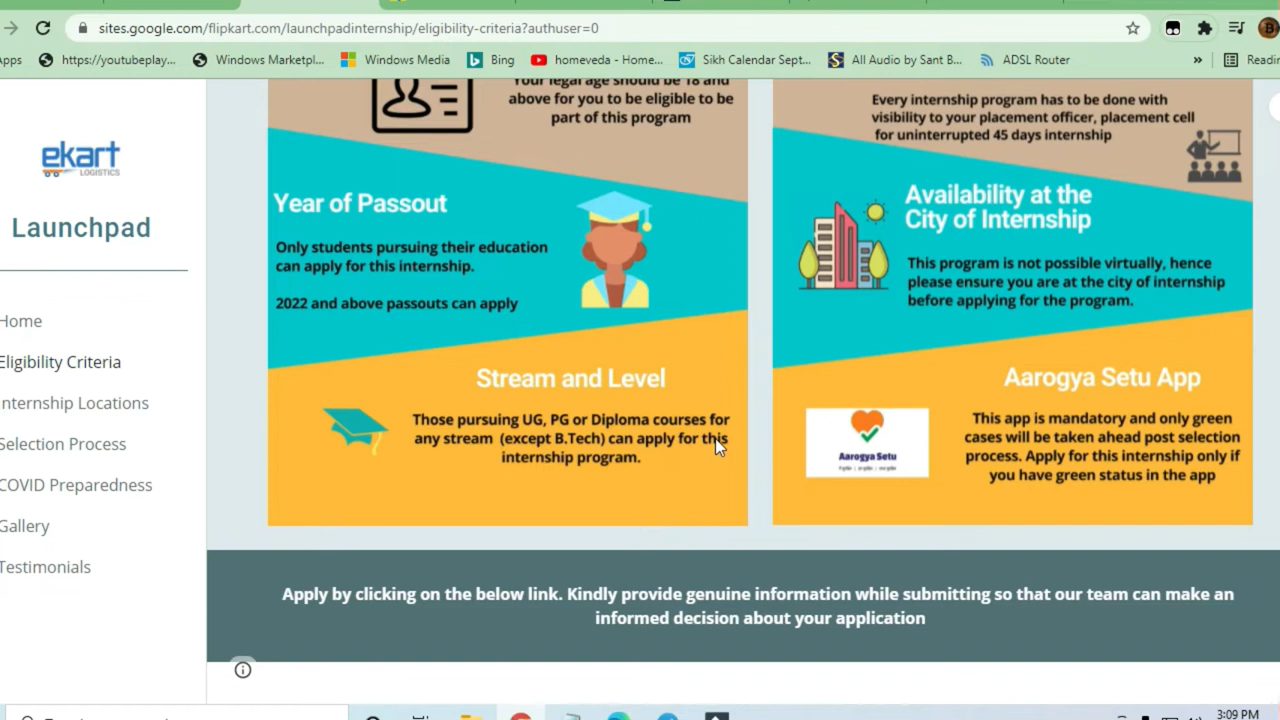 sites.google.com/flipkart.com/launchpadinternship/eligibility-criteria?authuser=0
Apps
https://youtubeplay...
Windows Marketpl...
Windows Media
Bing
homeveda - Home...
Sikh Calendar Sept...
All Audio by Sant B...
ADSL Router
»
ekart
LOGISTICS
Launchpad
Home
Eligibility Criteria
Internship Locations
Selection Process
COVID Preparedness
Gallery
Testimonials
Your legal age should be 18 and
above for you to be eligible to be
part of this program
Year of Passout
Only students pursuing their education
can apply for this internship.
2022 and above passouts can apply
Stream and Level
Those pursuing UG, PG or Diploma courses for
any stream (except B.Tech) can apply for this
internship program.
Every internship program has to be done with
visibility to your placement officer, placement cell
for uninterrupted 45 days internship
Availability at the
City of Internship
This program is not possible virtually, hence
please ensure you are at the city of internship
before applying for the program.
Aarogya Setu App
Aarogya Setu
This app is mandatory and only green
cases will be taken ahead post selection
process. Apply for this internship only if
you have green status in the app
Apply by clicking on the below link. Kindly provide genuine information while submitting so that our team can make an
informed decision about your application
3:09 PM